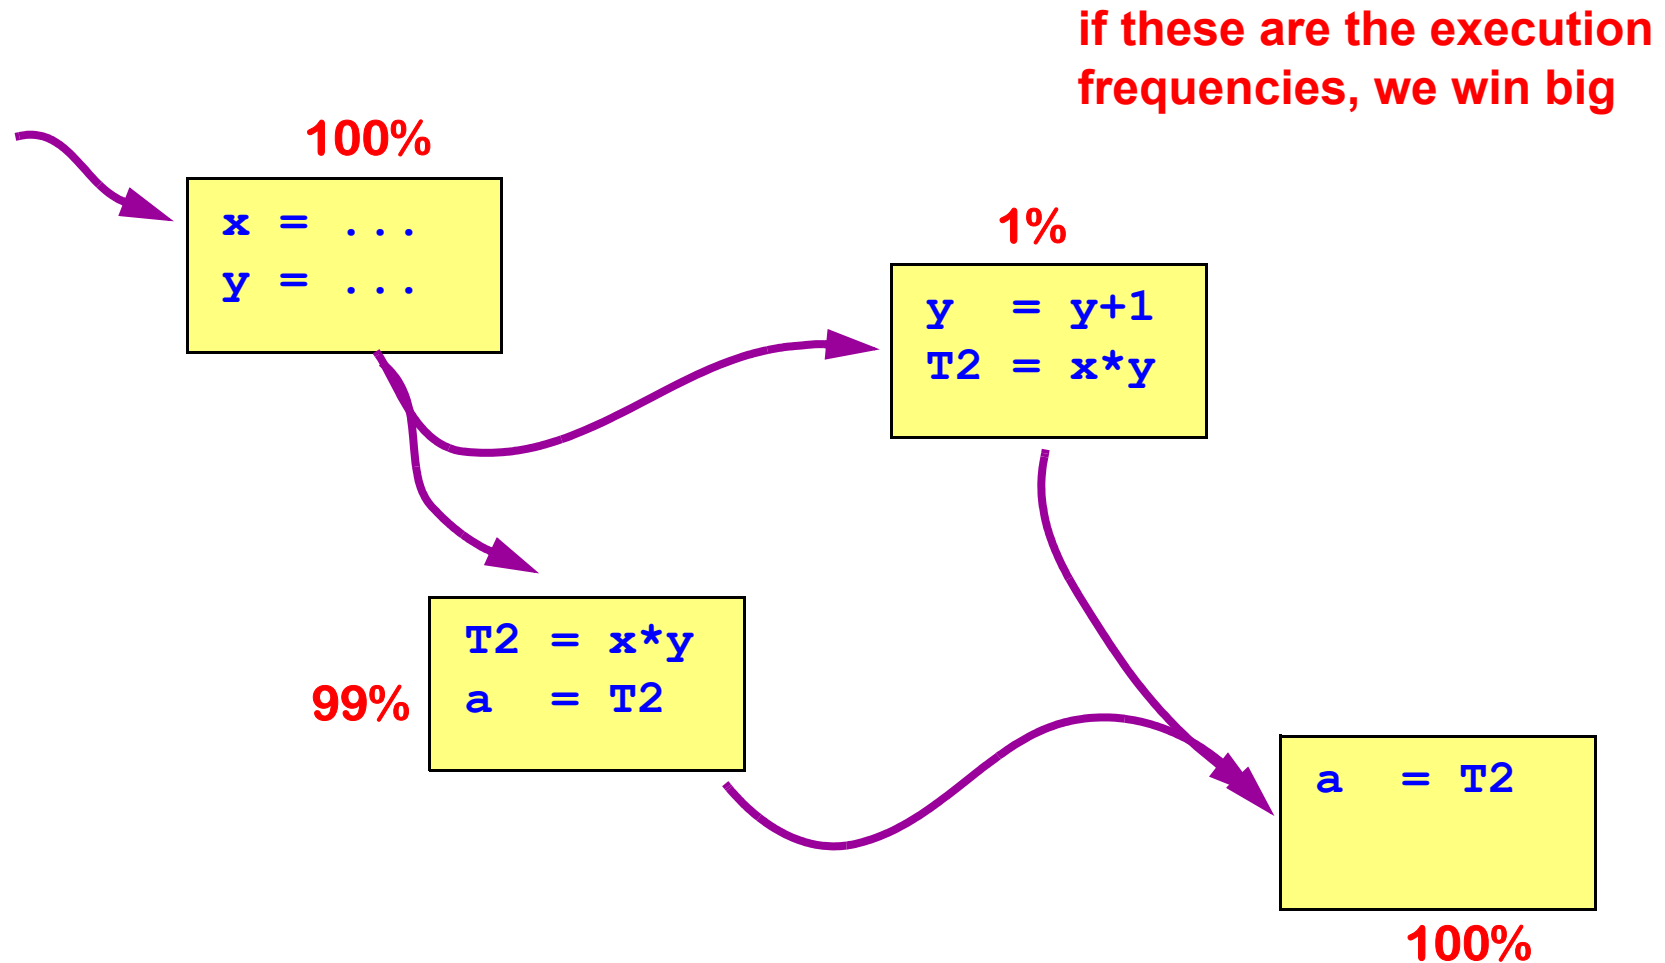 if these are the execution
frequencies, we win big
100%
x = ...
y = ...
1%
y = y+1
T2 = x*y
T2 = x*y
a = T2
99%
a = T2
100%